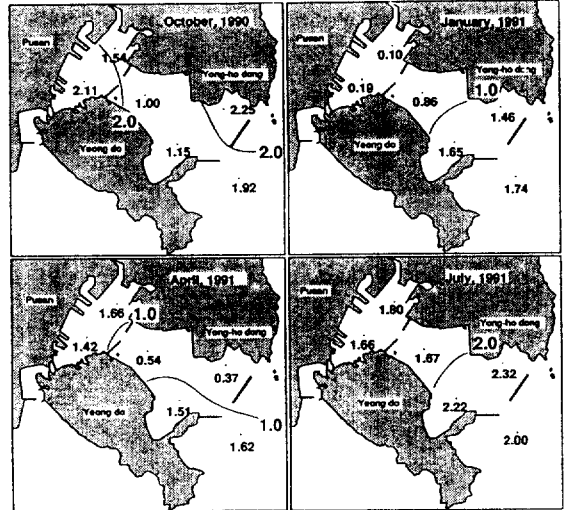 October, 1990
Pusan
1.54
Yong-ho dong
2.11
1.00
2.25
2.0
Yeong do
1.15
2.0
1.92
January, 1991
Pusan
0.10
Yong-ho dong
0.19
0.86
1.0
1.46
Yeong do
1.65
1.74
April, 1991
Pusan
1.66
1.0
Yong-ho dong
1.42
0.54
0.37
Yeong do
1.51
1.0
1.62
July, 1991
Pusan
1.80
Yong-ho dong
1.66
1.67
2.0
2.32
Yeong do
2.22
2.00